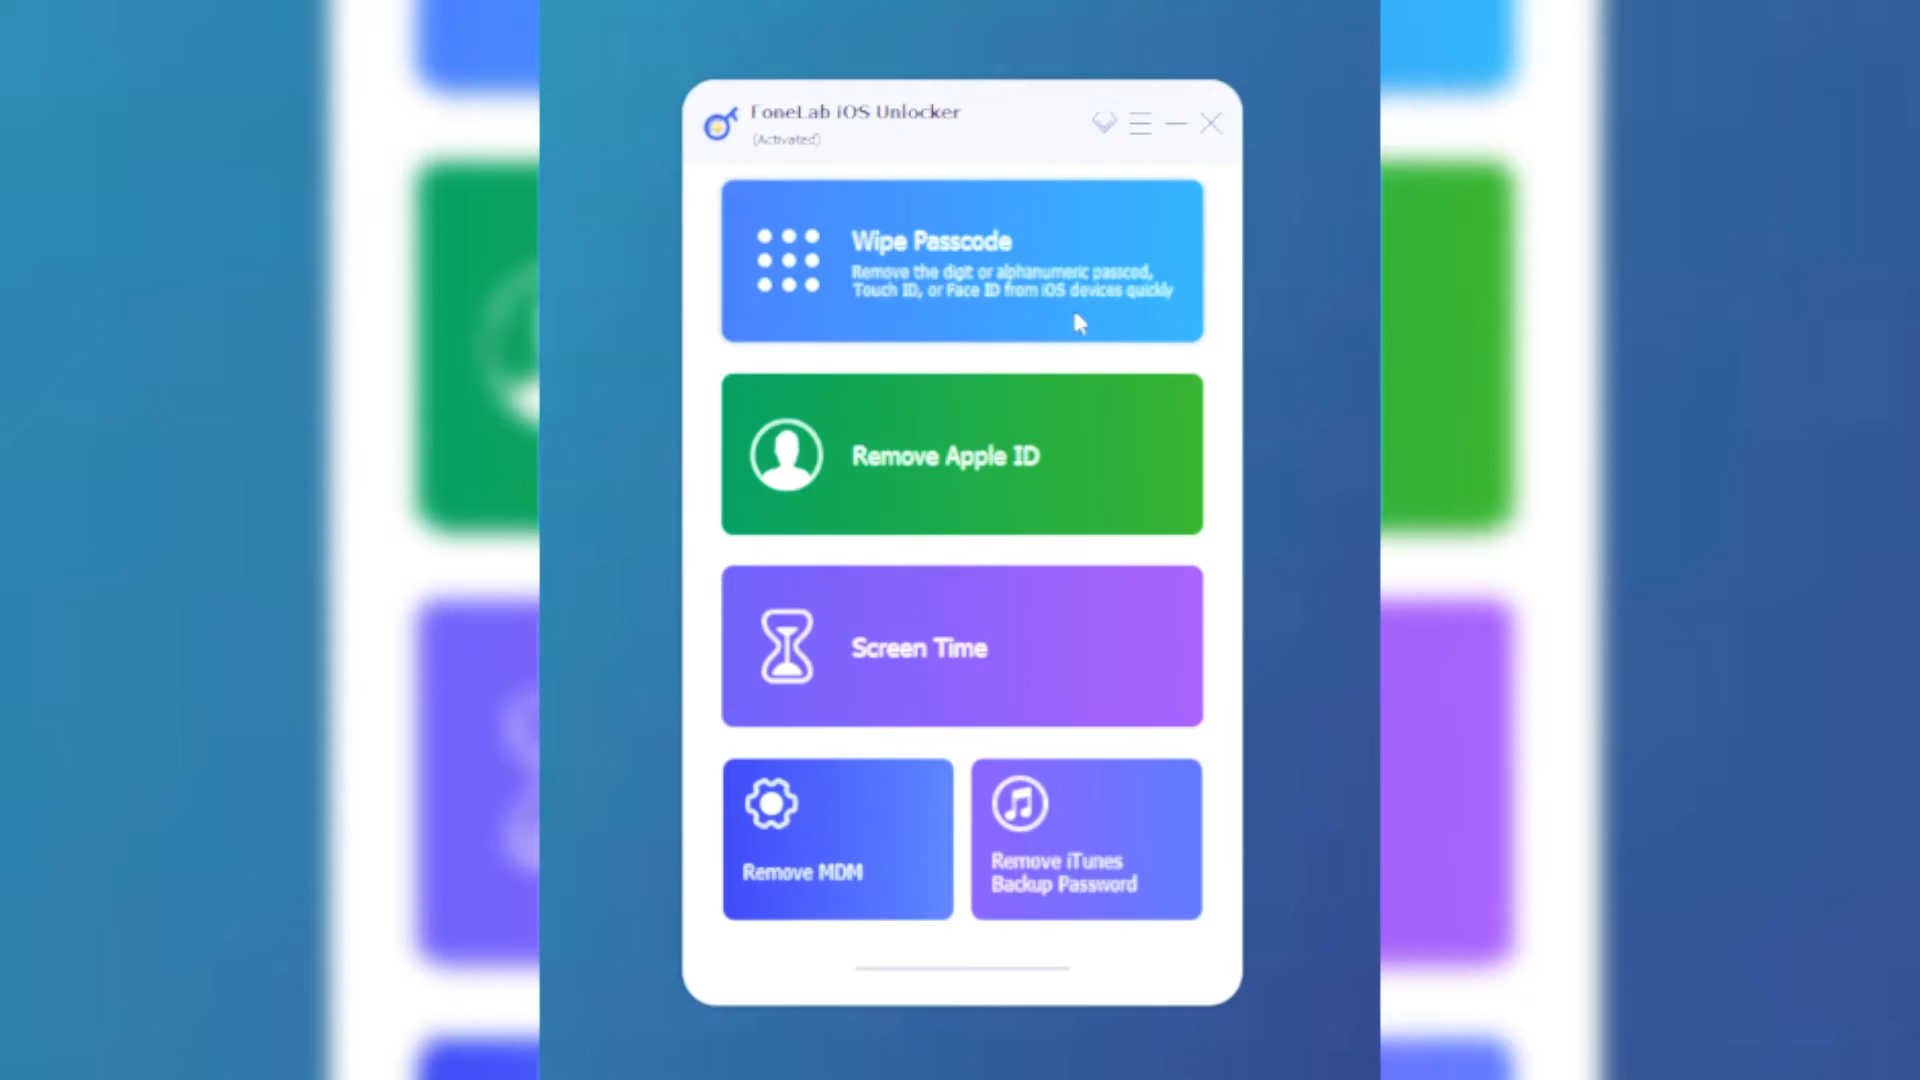 FoneLab iOS Unlocker
(Activated)
Wipe Passcode
Remove the digit or alphanumeric passcod,
Touch ID, or Face ID from iOS devices quickly
Remove Apple ID
Screen Time
Remove MDM
Remove iTunes
Backup Password